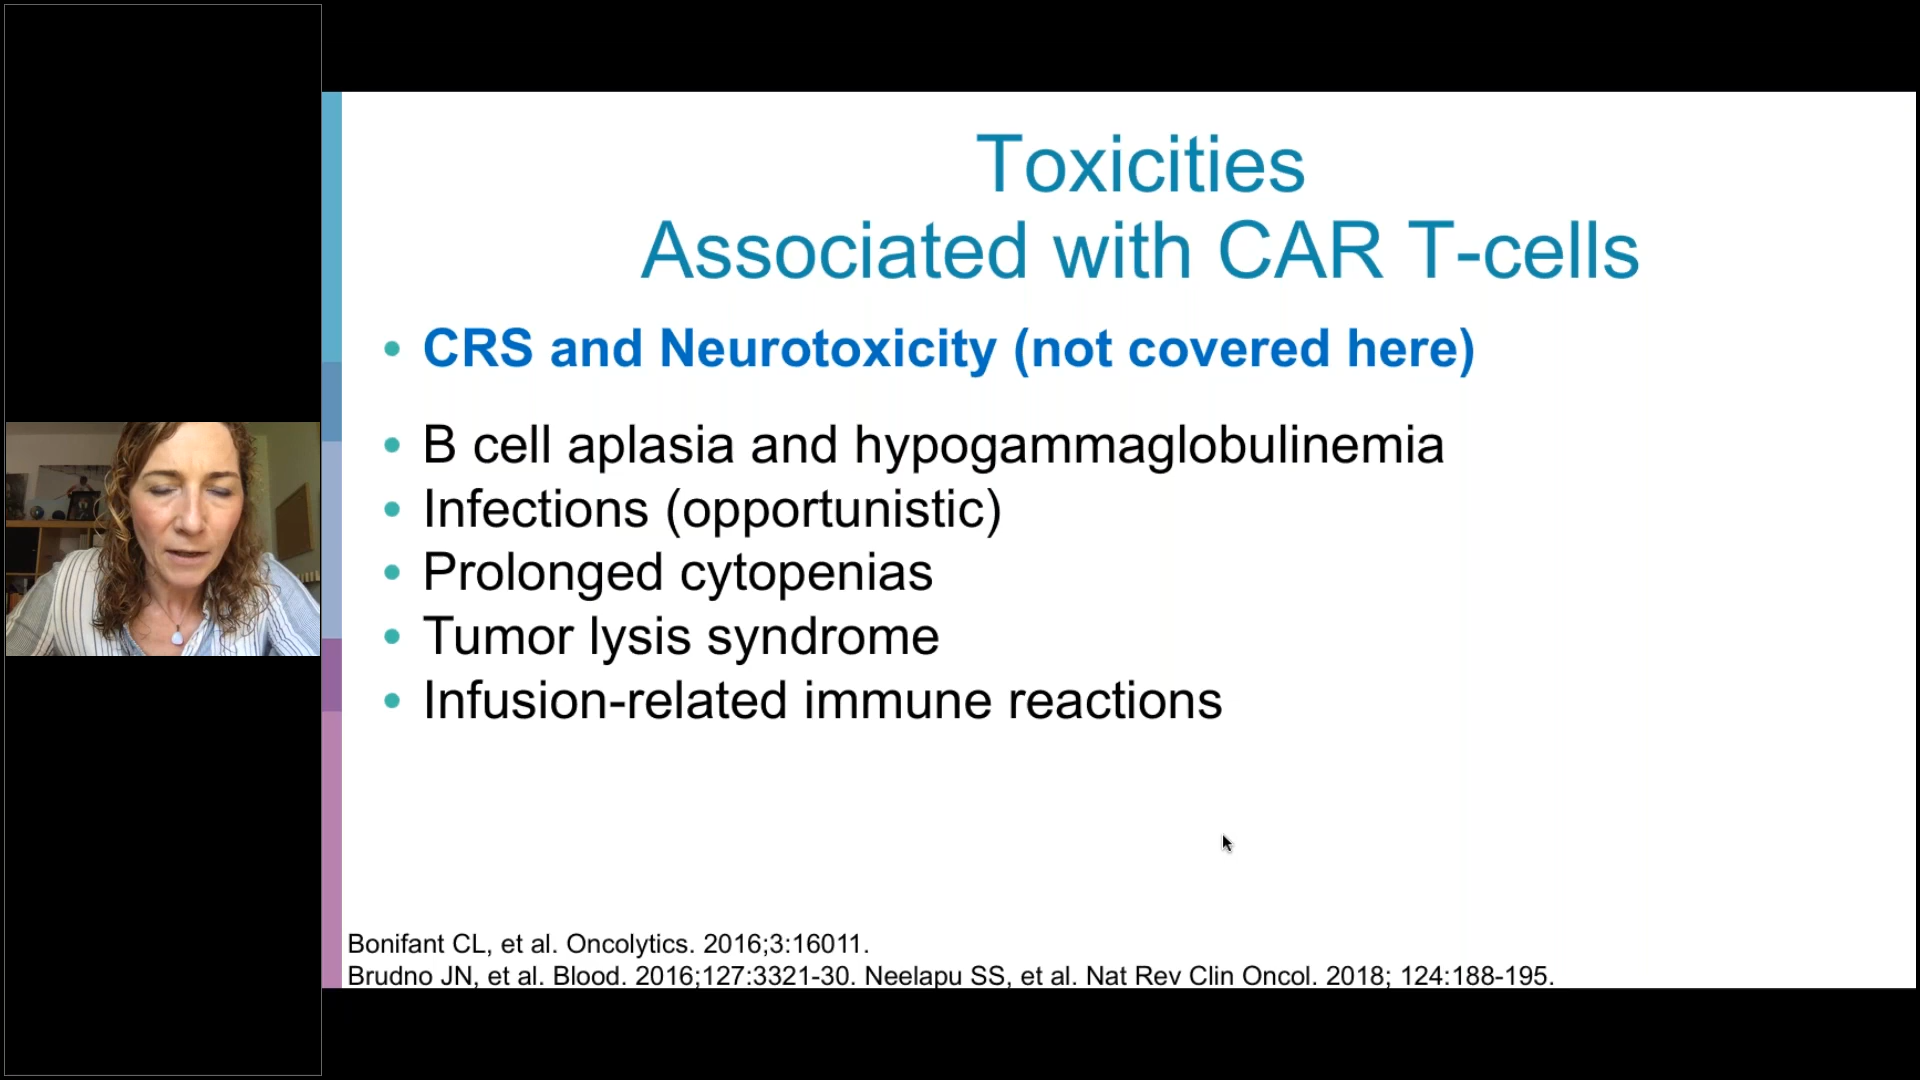 Toxicities
Associated with CAR T-cells
• CRS and Neurotoxicity (not covered here)
• B cell aplasia and hypogammaglobulinemia
• Infections (opportunistic)
• Prolonged cytopenias
• Tumor lysis syndrome
• Infusion-related immune reactions
Bonifant CL, et al. Oncolytics. 2016;3:16011.
Brudno JN, et al. Blood. 2016;127:3321-30. Neelapu SS, et al. Nat Rev Clin Oncol. 2018; 124:188-195.